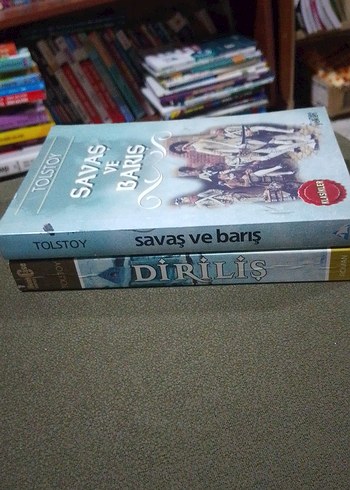 TOLSTOY
SAVAŞ
VE
BARIŞ
KLASİKLER
TOLSTOY
savaş ve barış
DİRİLİŞ